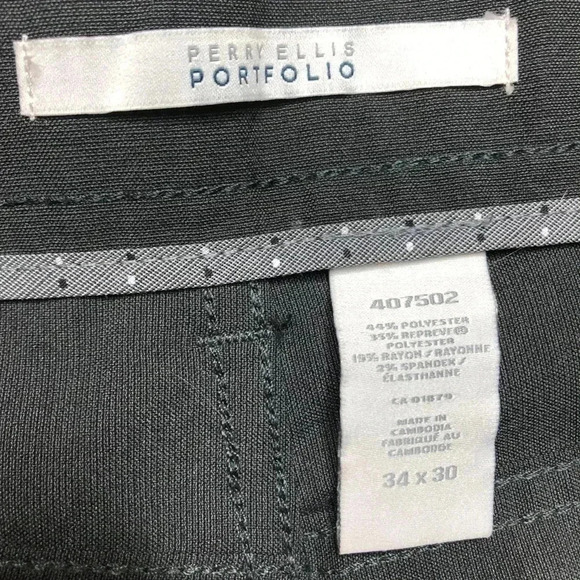 PERRY ELLIS
PORTFOLIO
407502
44% POLYESTER
35% REPREVE®
POLYESTER
19% RAYON / RAYONNE
2% SPANDEX /
ÉLASTHANNE
CA 01879
MADE IN
CAMBODIA
FABRIQUÉ AU
CAMBODGE
34 x 30